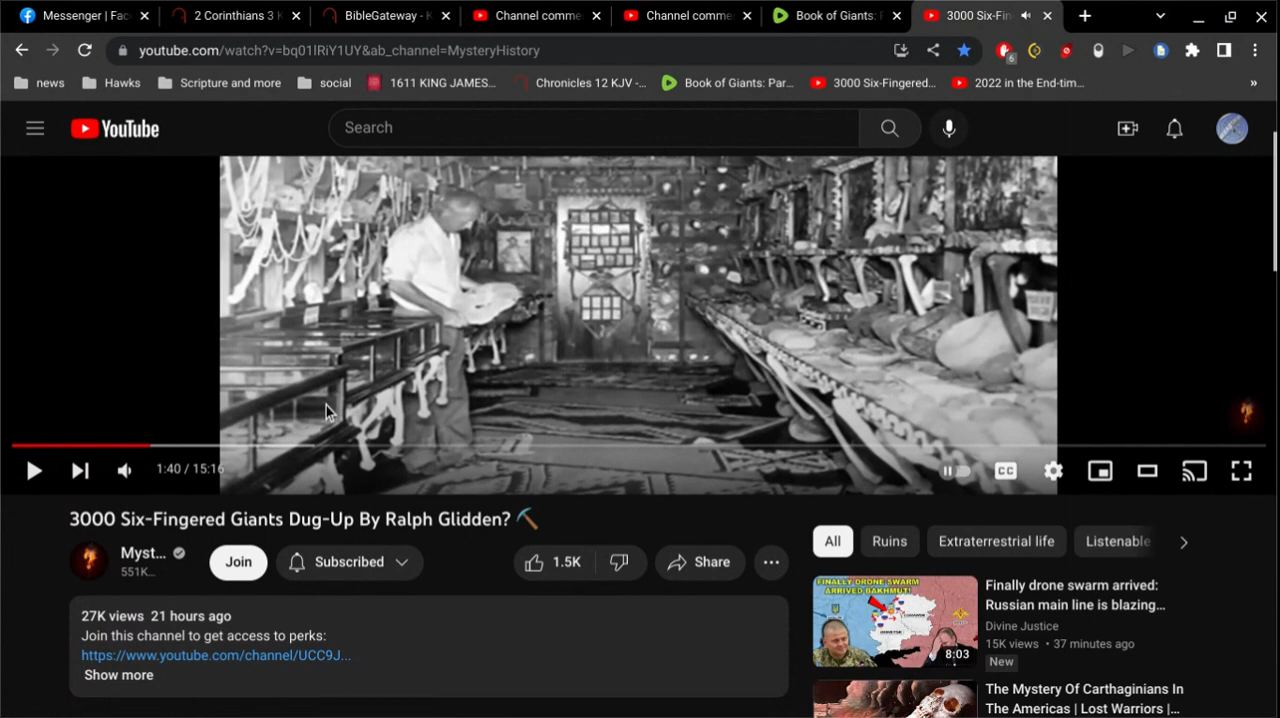 Messenger | Fac
2 Corinthians 3 K
BibleGateway - K
Channel comme
Channel comme
Book of Giants: P
3000 Six-Fin
youtube.com/watch?v=bq01lRiY1UY&ab_channel=MysteryHistory
6
news
Hawks
Scripture and more
social
1611 KING JAMES...
Chronicles 12 KJV -...
Book of Giants: Par...
3000 Six-Fingered...
2022 in the End-tim...
»
YouTube
Search
1:40 / 15:16
CC
3000 Six-Fingered Giants Dug-Up By Ralph Glidden?
Myst...
551K...
Join
Subscribed
1.5K
Share
27K views 21 hours ago
Join this channel to get access to perks:
https://www.youtube.com/channel/UCC9J...
Show more
All
Ruins
Extraterrestrial life
Listenable
FINALLY DRONE SWARM
ARRIVED BAKHMUT!
8:03
Finally drone swarm arrived:
Russian main line is blazing...
Divine Justice
15K views • 37 minutes ago
New
The Mystery Of Carthaginians In
The Americas | Lost Warriors |...